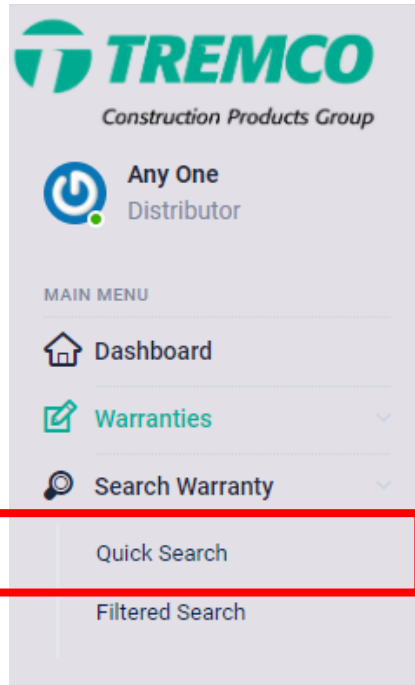 TREMCO
Construction Products Group
Any One
Distributor
MAIN MENU
Dashboard
Warranties
Search Warranty
Quick Search
Filtered Search